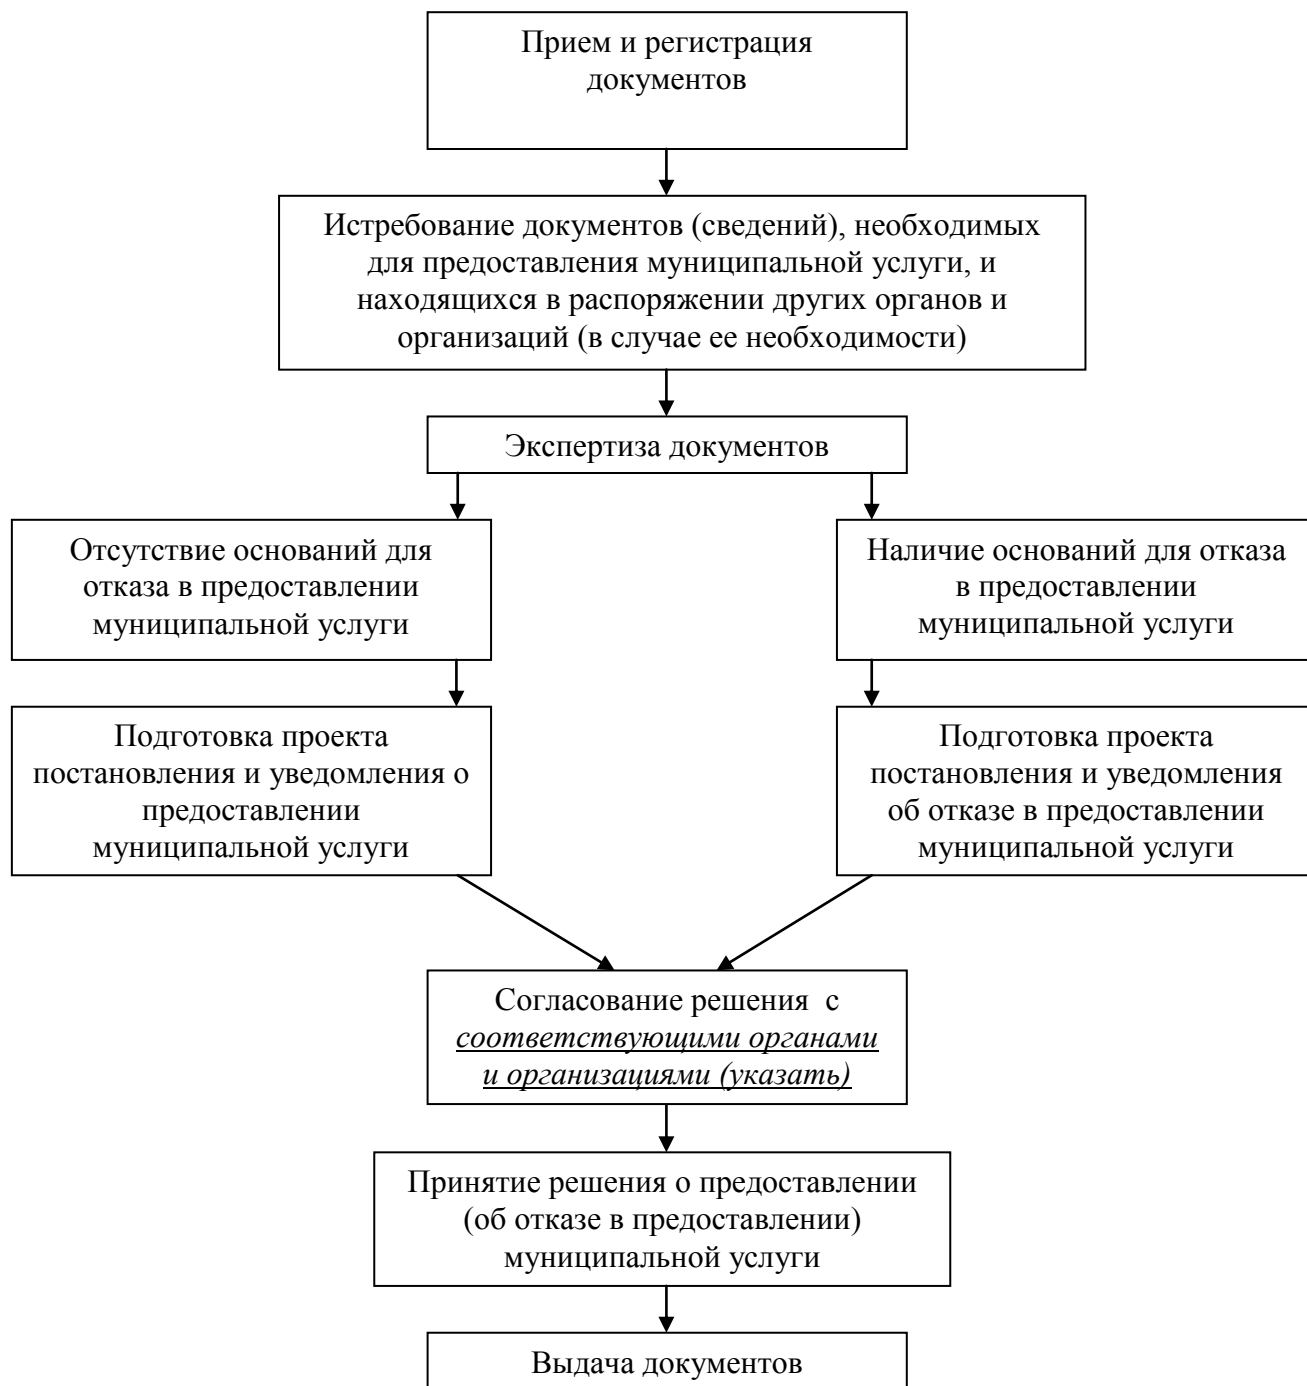 Прием и регистрация
документов
Истребование документов (сведений), необходимых
для предоставления муниципальной услуги, и
находящихся в распоряжении других органов и
организаций (в случае ее необходимости)
Экспертиза документов
Отсутствие оснований для
отказа в предоставлении
муниципальной услуги
Наличие оснований для отказа
в предоставлении
муниципальной услуги
Подготовка проекта
постановления и уведомления о
предоставлении
муниципальной услуги
Подготовка проекта
постановления и уведомления
об отказе в предоставлении
муниципальной услуги
Согласование решения с
соответствующими органами
и организациями (указать)
Принятие решения о предоставлении
(об отказе в предоставлении)
муниципальной услуги
Выдача документов